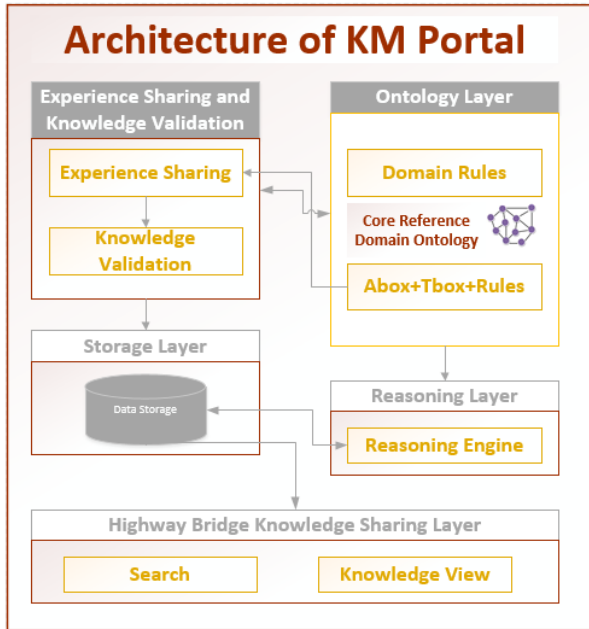 Architecture of KM Portal
Experience Sharing and
Knowledge Validation
Experience Sharing
Knowledge
Validation
Ontology Layer
Domain Rules
Core Reference
Domain Ontology
Abox+Tbox+Rules
Storage Layer
Data Storage
Reasoning Layer
Reasoning Engine
Highway Bridge Knowledge Sharing Layer
Search
Knowledge View